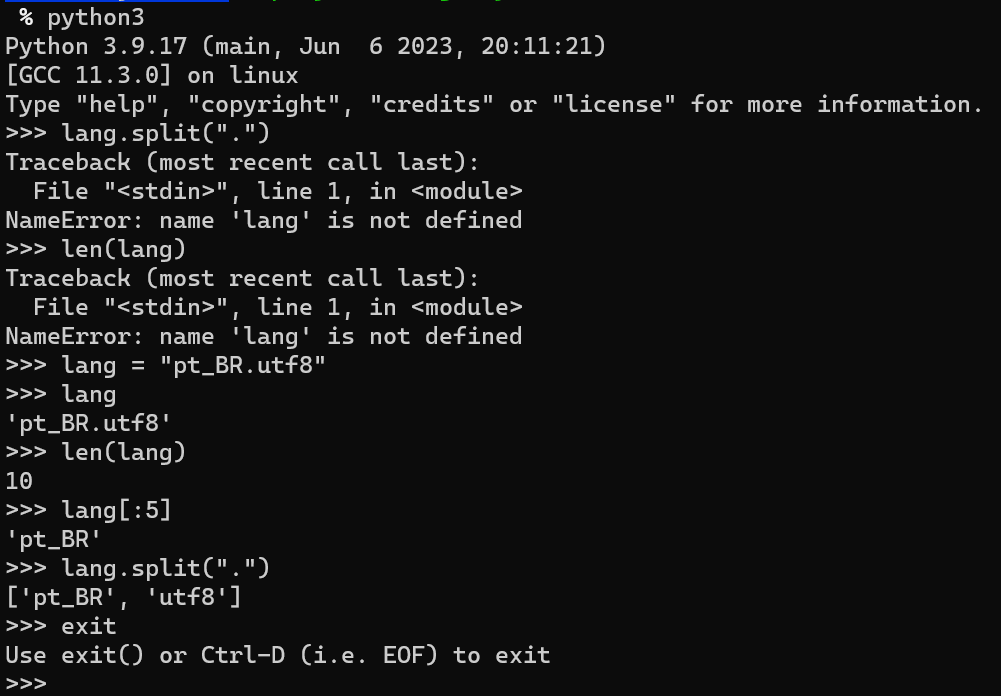 % python3
Python 3.9.17 (main, Jun  6 2023, 20:11:21)
[GCC 11.3.0] on linux
Type "help", "copyright", "credits" or "license" for more information.
>>> lang.split(".")
Traceback (most recent call last):
  File "<stdin>", line 1, in <module>
NameError: name 'lang' is not defined
>>> len(lang)
Traceback (most recent call last):
  File "<stdin>", line 1, in <module>
NameError: name 'lang' is not defined
>>> lang = "pt_BR.utf8"
>>> lang
'pt_BR.utf8'
>>> len(lang)
10
>>> lang[:5]
'pt_BR'
>>> lang.split(".")
['pt_BR', 'utf8']
>>> exit
Use exit() or Ctrl-D (i.e. EOF) to exit
>>>